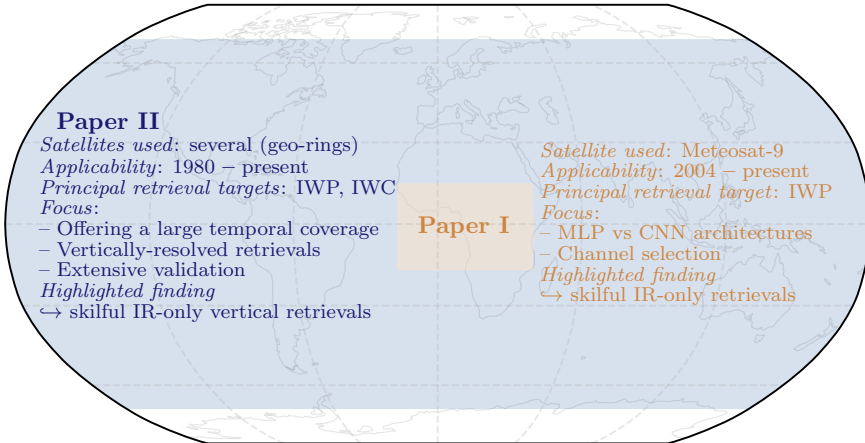 Paper II
Satellites used: several (geo-rings)
Applicability: 1980 – present
Principal retrieval targets: IWP, IWC
Focus:
– Offering a large temporal coverage
– Vertically-resolved retrievals
– Extensive validation
Highlighted finding
↪ skilful IR-only vertical retrievals
Paper I
Satellite used: Meteosat-9
Applicability: 2004 – present
Principal retrieval target: IWP
Focus:
– MLP vs CNN architectures
– Channel selection
Highlighted finding
↪ skilful IR-only retrievals